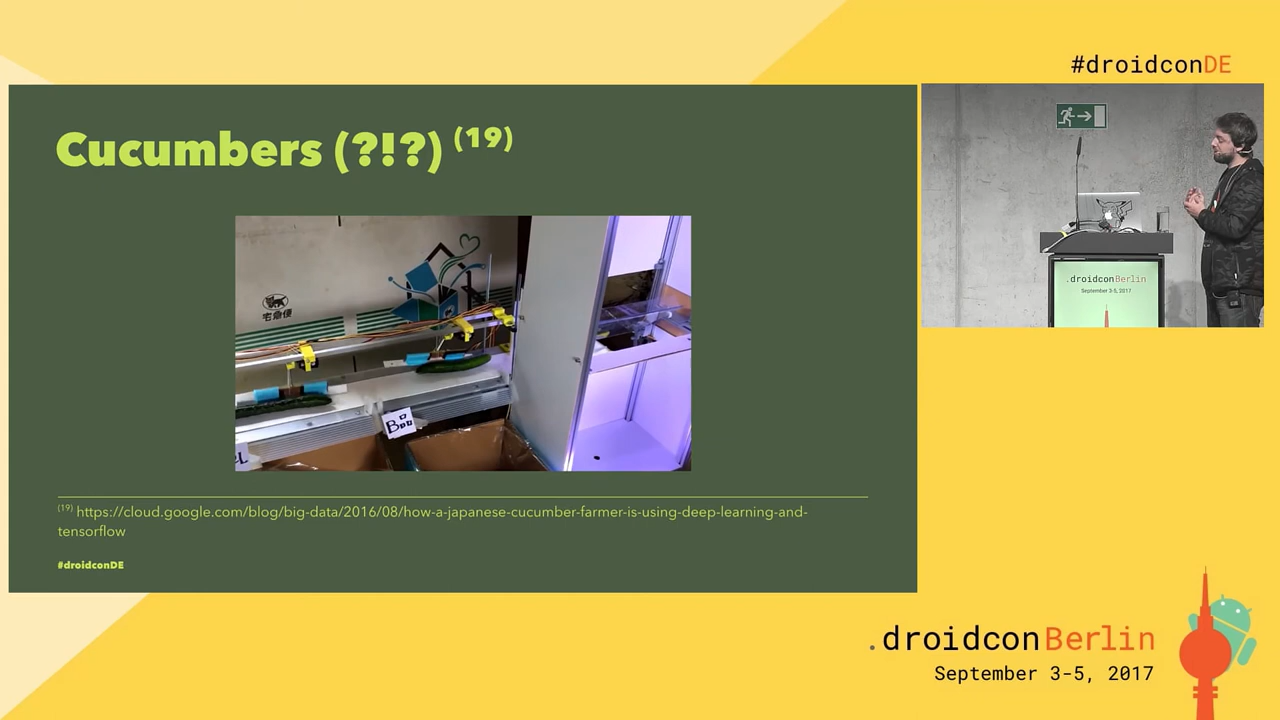 #droidconDE
Cucumbers (?!?) (19)
宅急便
B
L
(19) https://cloud.google.com/blog/big-data/2016/08/how-a-japanese-cucumber-farmer-is-using-deep-learning-and-
tensorflow
#droidconDE
.droidconBerlin
September 3-5, 2017
.droidconBerlin
September 3-5, 2017